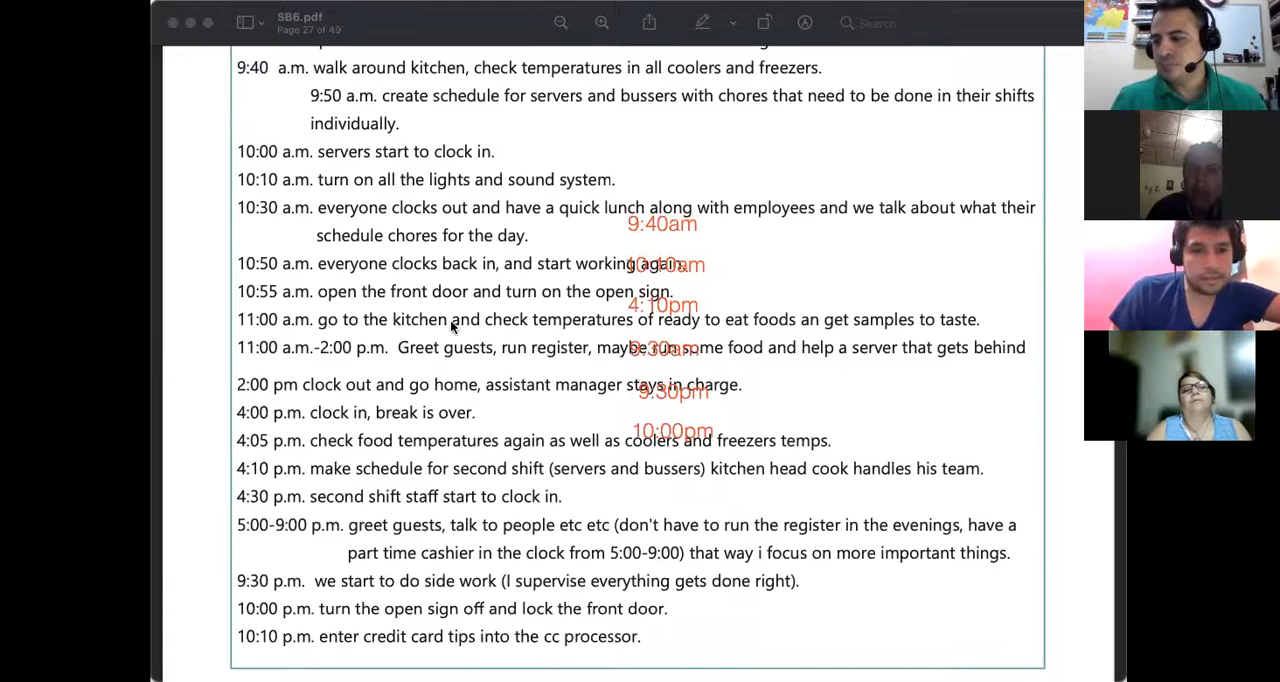 SB6.pdf
Page 27 of 49
Search
9:40 a.m. walk around kitchen, check temperatures in all coolers and freezers.
9:50 a.m. create schedule for servers and bussers with chores that need to be done in their shifts
individually.
10:00 a.m. servers start to clock in.
10:10 a.m. turn on all the lights and sound system.
10:30 a.m. everyone clocks out and have a quick lunch along with employees and we talk about what their
9:40am
schedule chores for the day.
10:50 a.m. everyone clocks back in, and start working again.
10:10am
10:55 a.m. open the front door and turn on the open sign.
4:10pm
11:00 a.m. go to the kitchen and check temperatures of ready to eat foods an get samples to taste.
11:00 a.m.-2:00 p.m. Greet guests, run register, maybe run some food and help a server that gets behind
9:30am
2:00 pm clock out and go home, assistant manager stays in charge.
9:30pm
4:00 p.m. clock in, break is over.
10:00pm
4:05 p.m. check food temperatures again as well as coolers and freezers temps.
4:10 p.m. make schedule for second shift (servers and bussers) kitchen head cook handles his team.
4:30 p.m. second shift staff start to clock in.
5:00-9:00 p.m. greet guests, talk to people etc etc (don't have to run the register in the evenings, have a
part time cashier in the clock from 5:00-9:00) that way i focus on more important things.
9:30 p.m. we start to do side work (I supervise everything gets done right).
10:00 p.m. turn the open sign off and lock the front door.
10:10 p.m. enter credit card tips into the cc processor.